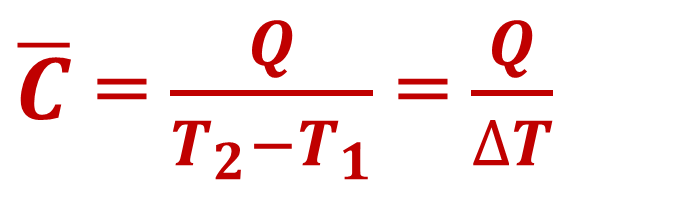 C̅ = Q / (T₂ − T₁) = Q / ΔT